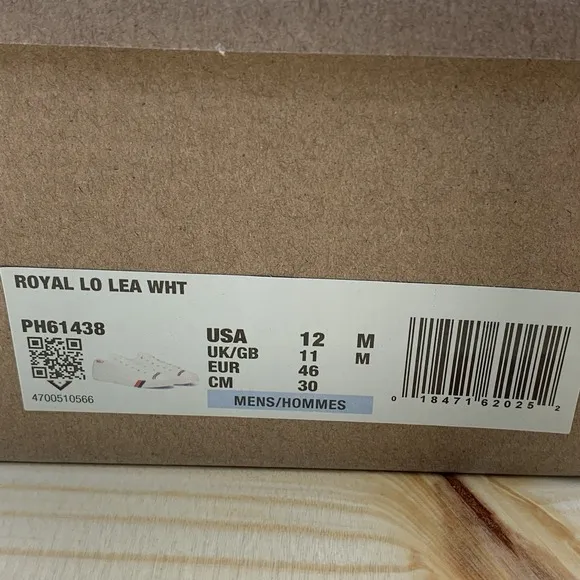 ROYAL LO LEA WHT
PH61438
4700510566
USA 12 M
UK/GB 11 M
EUR 46
CM 30
MENS/HOMMES
0 18471 62025 2